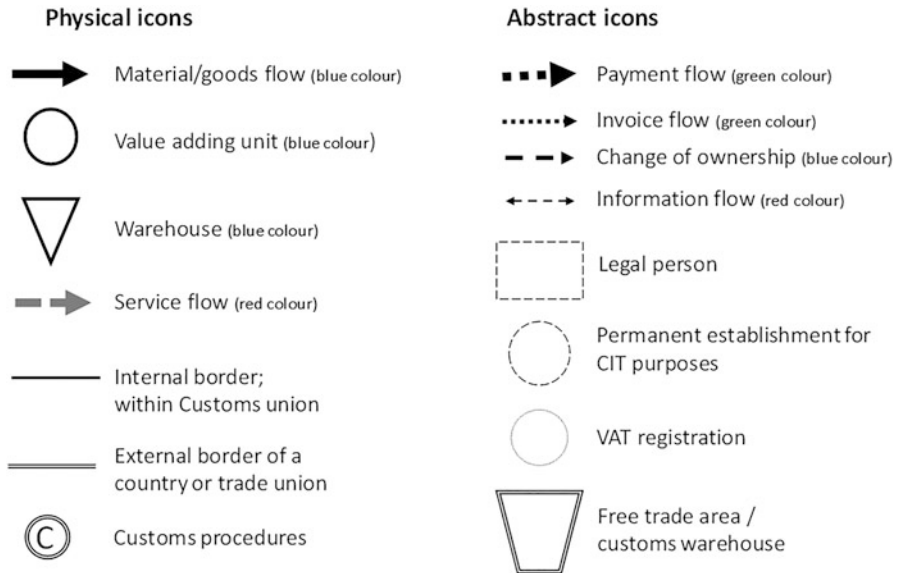 Physical icons
Material/goods flow (blue colour)
Value adding unit (blue colour)
Warehouse (blue colour)
Service flow (red colour)
Internal border;
within Customs union
External border of a
country or trade union
C
Customs procedures
Abstract icons
Payment flow (green colour)
Invoice flow (green colour)
Change of ownership (blue colour)
Information flow (red colour)
Legal person
Permanent establishment for
CIT purposes
VAT registration
Free trade area /
customs warehouse